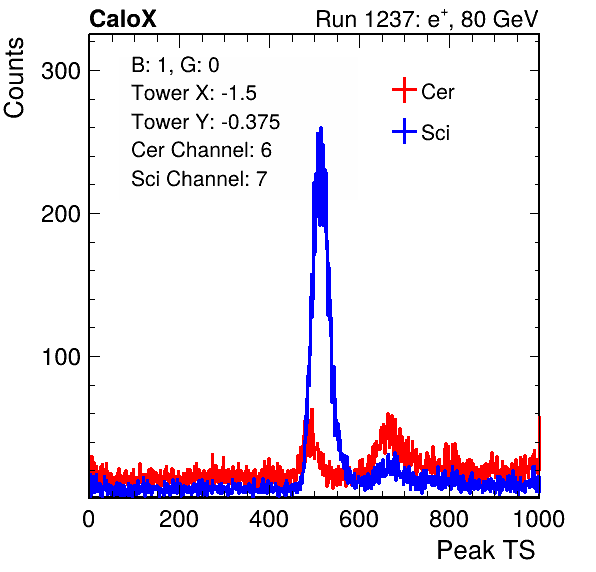 CaloX Run 1237: e⁺, 80 GeV
Counts
300
200
100
B: 1, G: 0
Tower X: -1.5
Tower Y: -0.375
Cer Channel: 6
Sci Channel: 7
Cer
Sci
0 200 400 600 800 1000
Peak TS